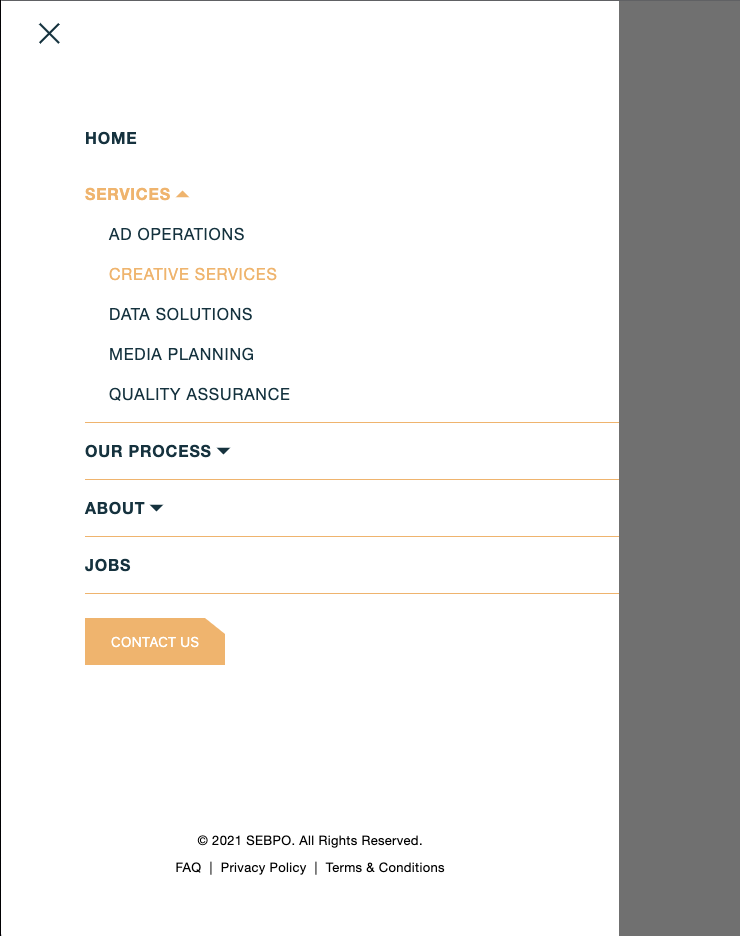 HOME
SERVICES
AD OPERATIONS
CREATIVE SERVICES
DATA SOLUTIONS
MEDIA PLANNING
QUALITY ASSURANCE
OUR PROCESS
ABOUT
JOBS
CONTACT US
© 2021 SEBPO. All Rights Reserved.
FAQ | Privacy Policy | Terms & Conditions